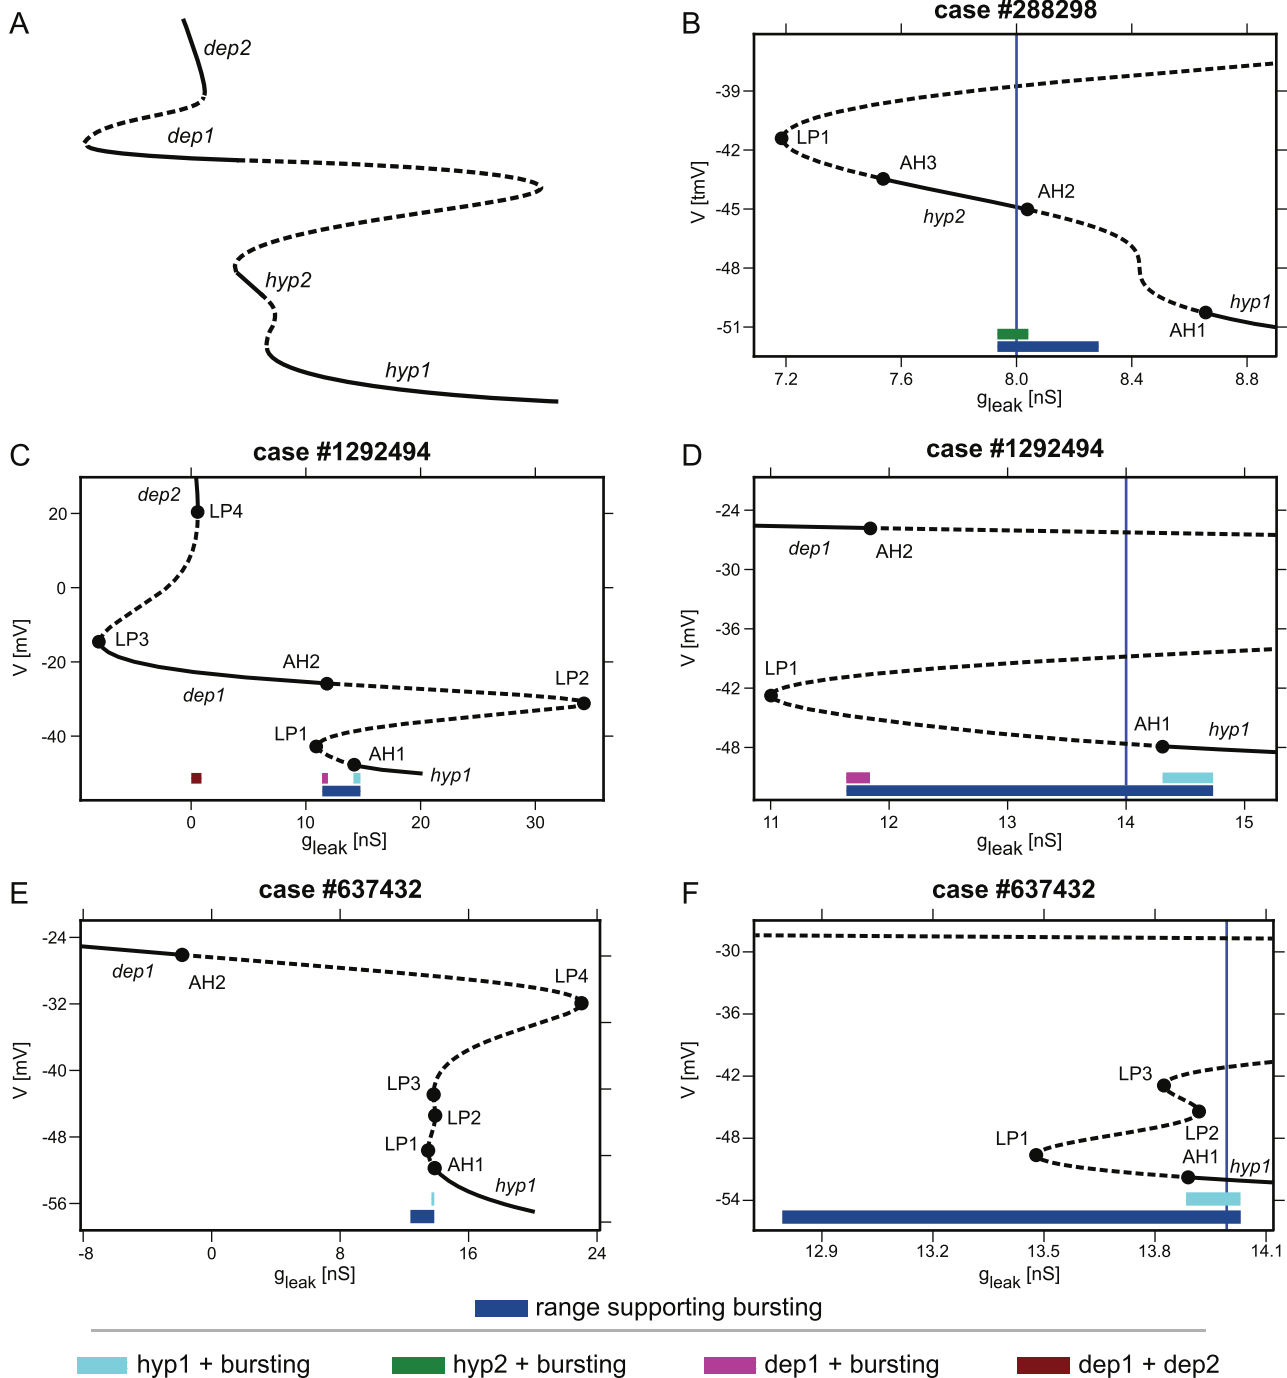 A
dep2
dep1
hyp2
hyp1
B
case #288298
V [tmV]
-39
-42
-45
-48
-51
LP1
AH3
AH2
hyp2
hyp1
AH1
7.2 7.6 8.0 8.4 8.8
gleak [nS]
C
case #1292494
V [mV]
20
0
-20
-40
dep2
LP4
LP3
AH2
dep1
LP2
LP1
AH1
hyp1
0 10 20 30
gleak [nS]
D
case #1292494
V [mV]
-24
-30
-36
-42
-48
dep1
AH2
LP1
AH1
hyp1
11 12 13 14 15
gleak [nS]
E
case #637432
V [mV]
-24
-32
-40
-48
-56
dep1
AH2
LP4
LP3
LP2
LP1
AH1
hyp1
-8 0 8 16 24
gleak [nS]
F
case #637432
V [mV]
-30
-36
-42
-48
-54
LP3
LP2
LP1
AH1
hyp1
12.9 13.2 13.5 13.8 14.1
gleak [nS]
range supporting bursting
hyp1 + bursting hyp2 + bursting dep1 + bursting dep1 + dep2